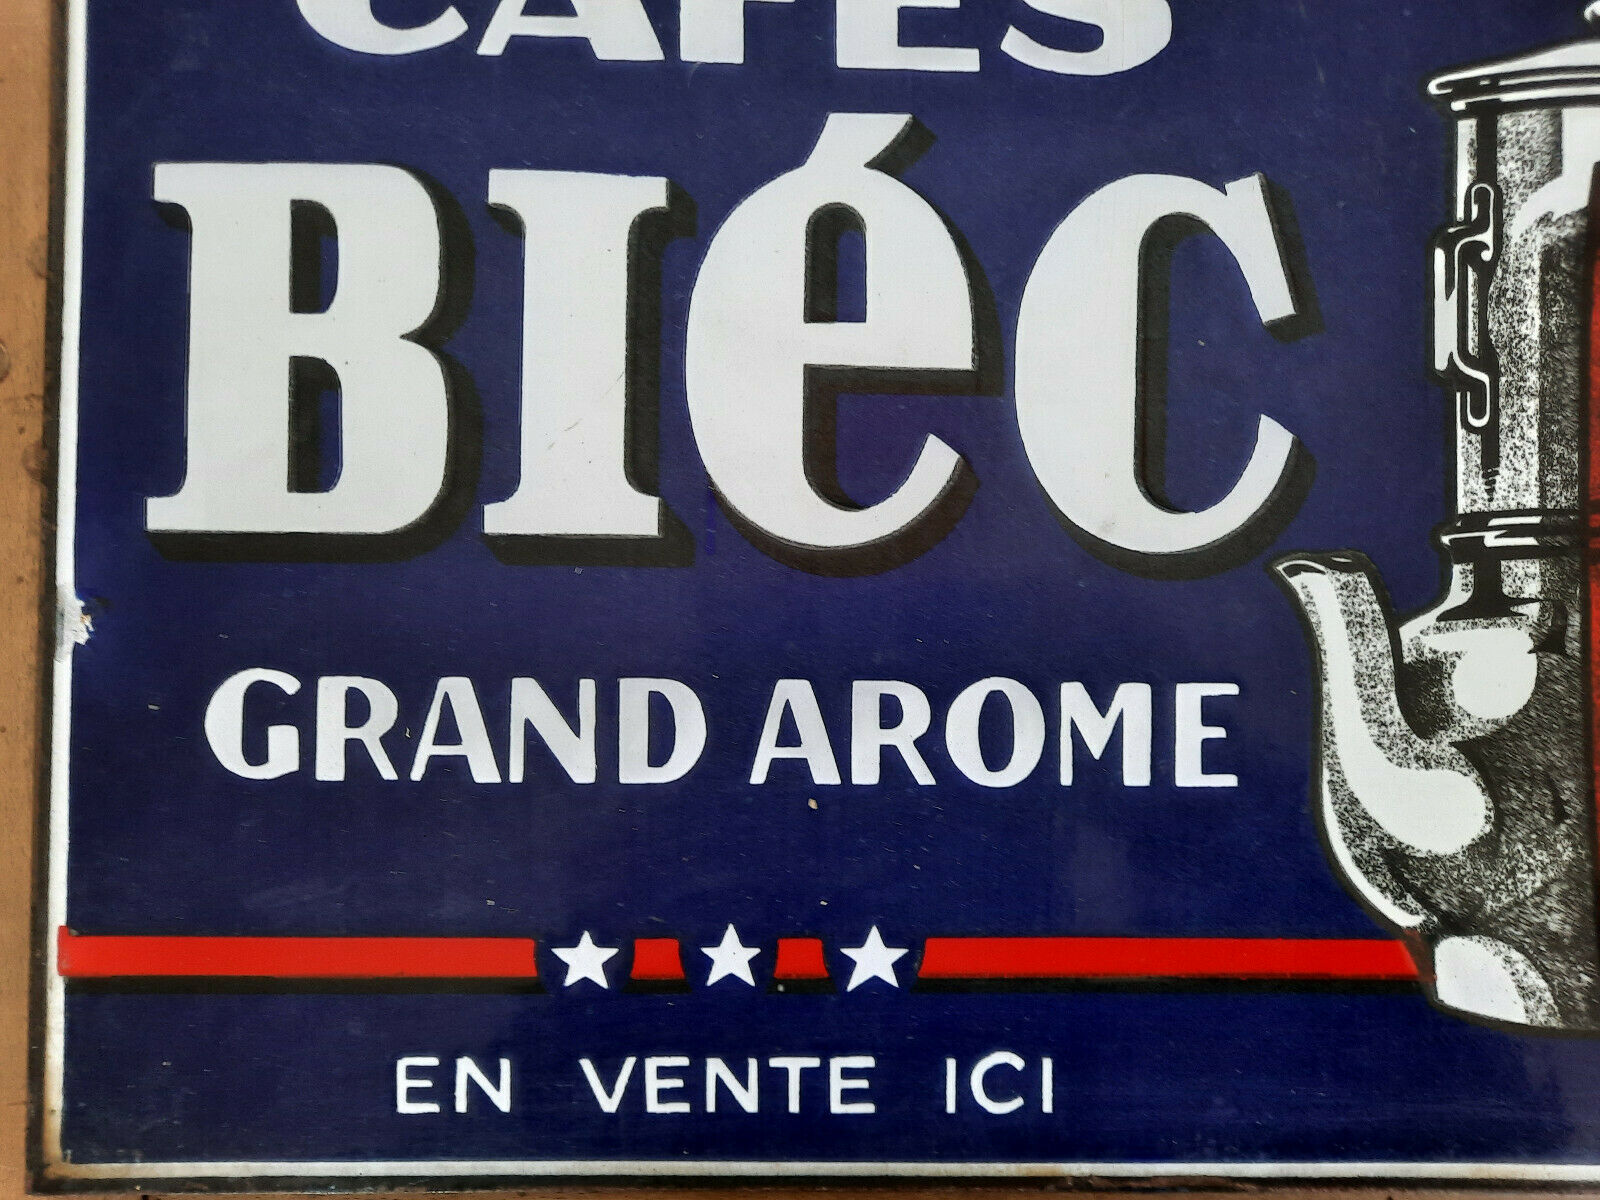 CAFÉS
BIéC
GRAND AROME
EN VENTE ICI